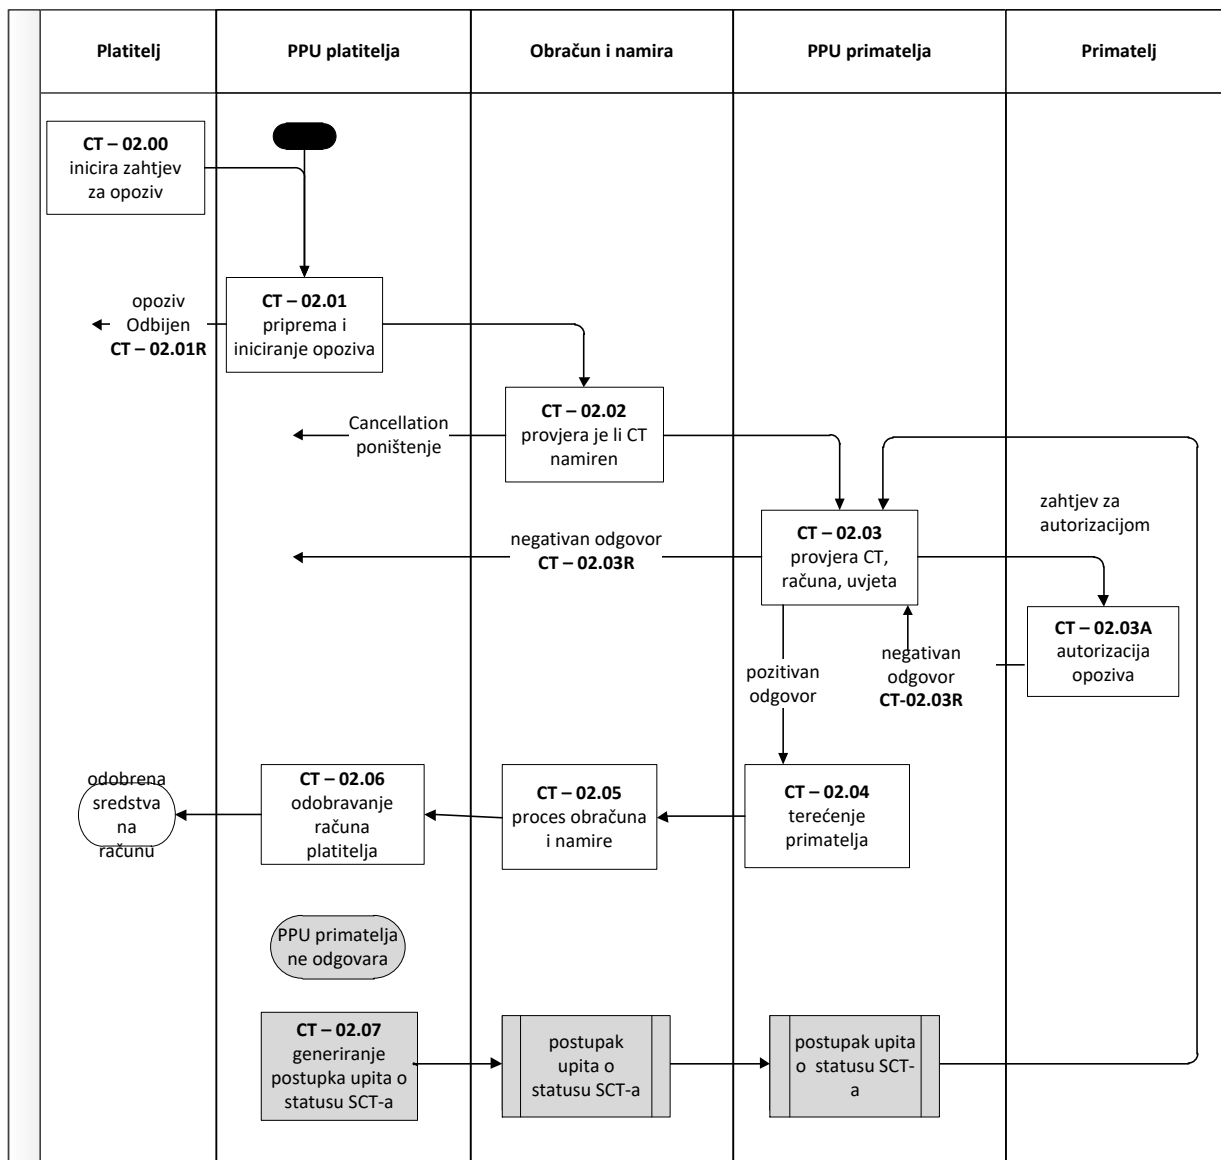 Platitelj
PPU platitelja
Obračun i namira
PPU primatelja
Primatelj
CT – 02.00
inicira zahtjev
za opoziv
opoziv
Odbijen
CT – 02.01R
CT – 02.01
priprema i
iniciranje opoziva
Cancellation
poništenje
CT – 02.02
provjera je li CT
namiren
negativan odgovor
CT – 02.03R
CT – 02.03
provjera CT,
računa, uvjeta
zahtjev za
autorizacijom
CT – 02.03A
autorizacija
opoziva
negativan
odgovor
CT-02.03R
pozitivan
odgovor
odobrena
sredstva
na
računu
CT – 02.06
odobravanje
računa
platitelja
CT – 02.05
proces obračuna
i namire
CT – 02.04
terećenje
primatelja
PPU primatelja
ne odgovara
CT – 02.07
generiranje
postupka upita o
statusu SCT-a
postupak
upita o
statusu SCT-a
postupak upita
o  statusu SCT-
a